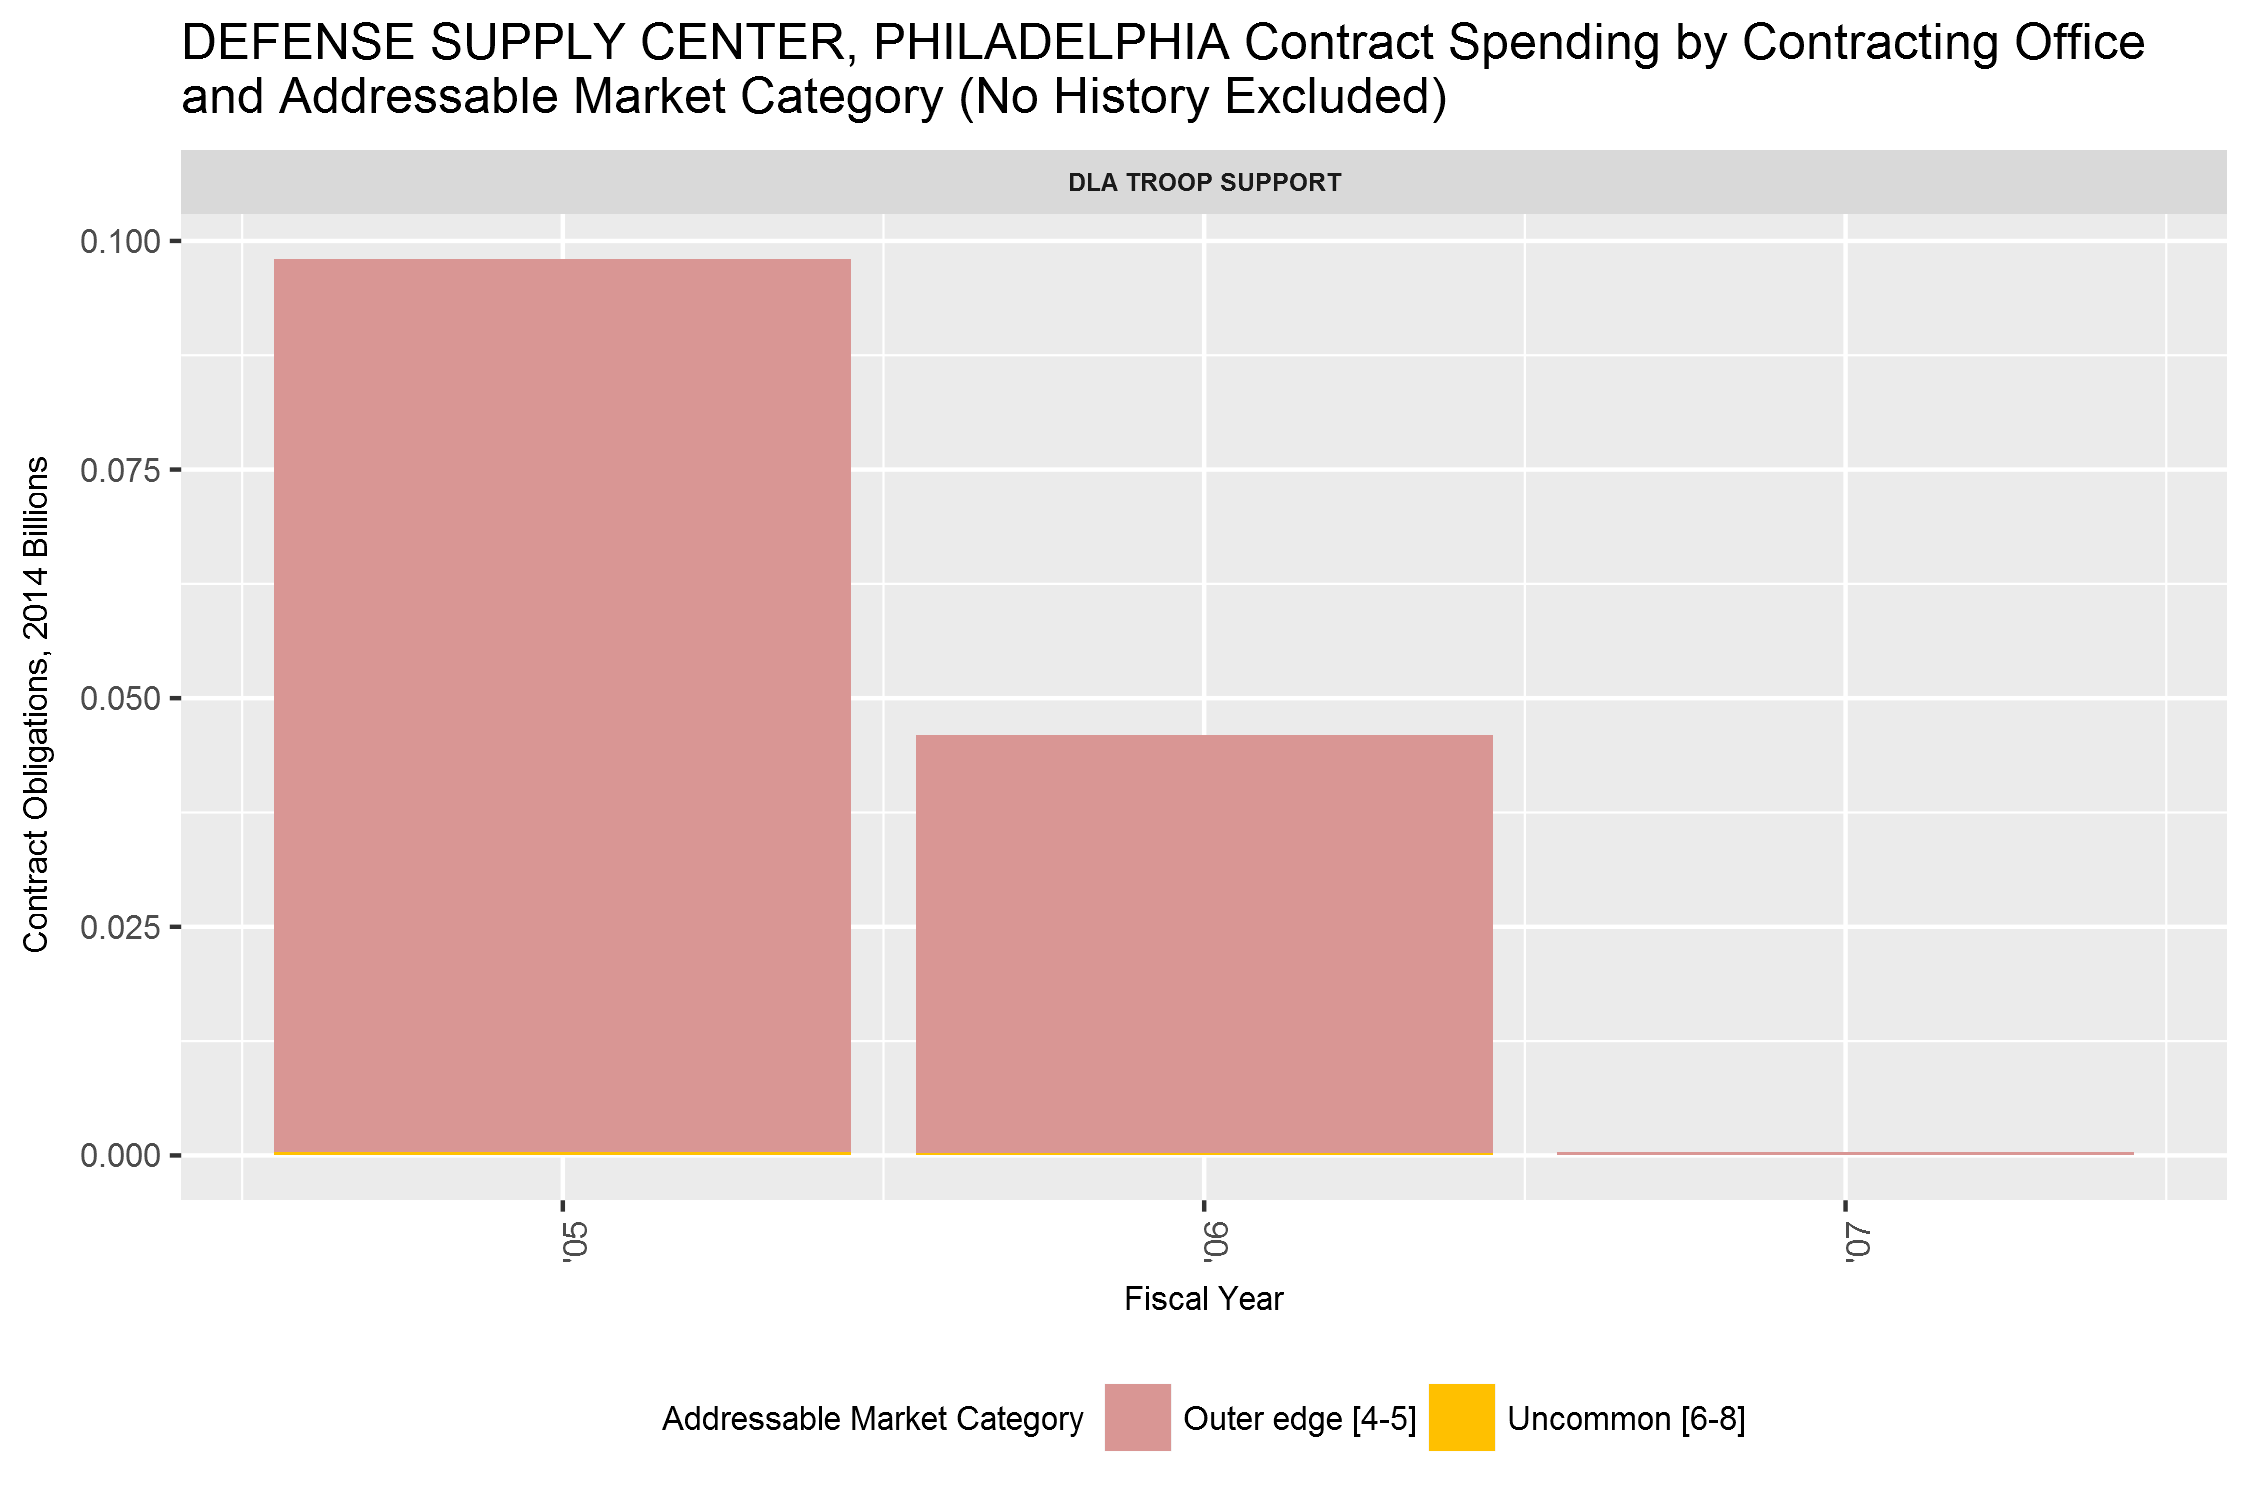 DEFENSE SUPPLY CENTER, PHILADELPHIA Contract Spending by Contracting Office
and Addressable Market Category (No History Excluded)
DLA TROOP SUPPORT
Contract Obligations, 2014 Billions
0.100
0.075
0.050
0.025
0.000
'05
'06
'07
Fiscal Year
Addressable Market Category
Outer edge [4-5]
Uncommon [6-8]